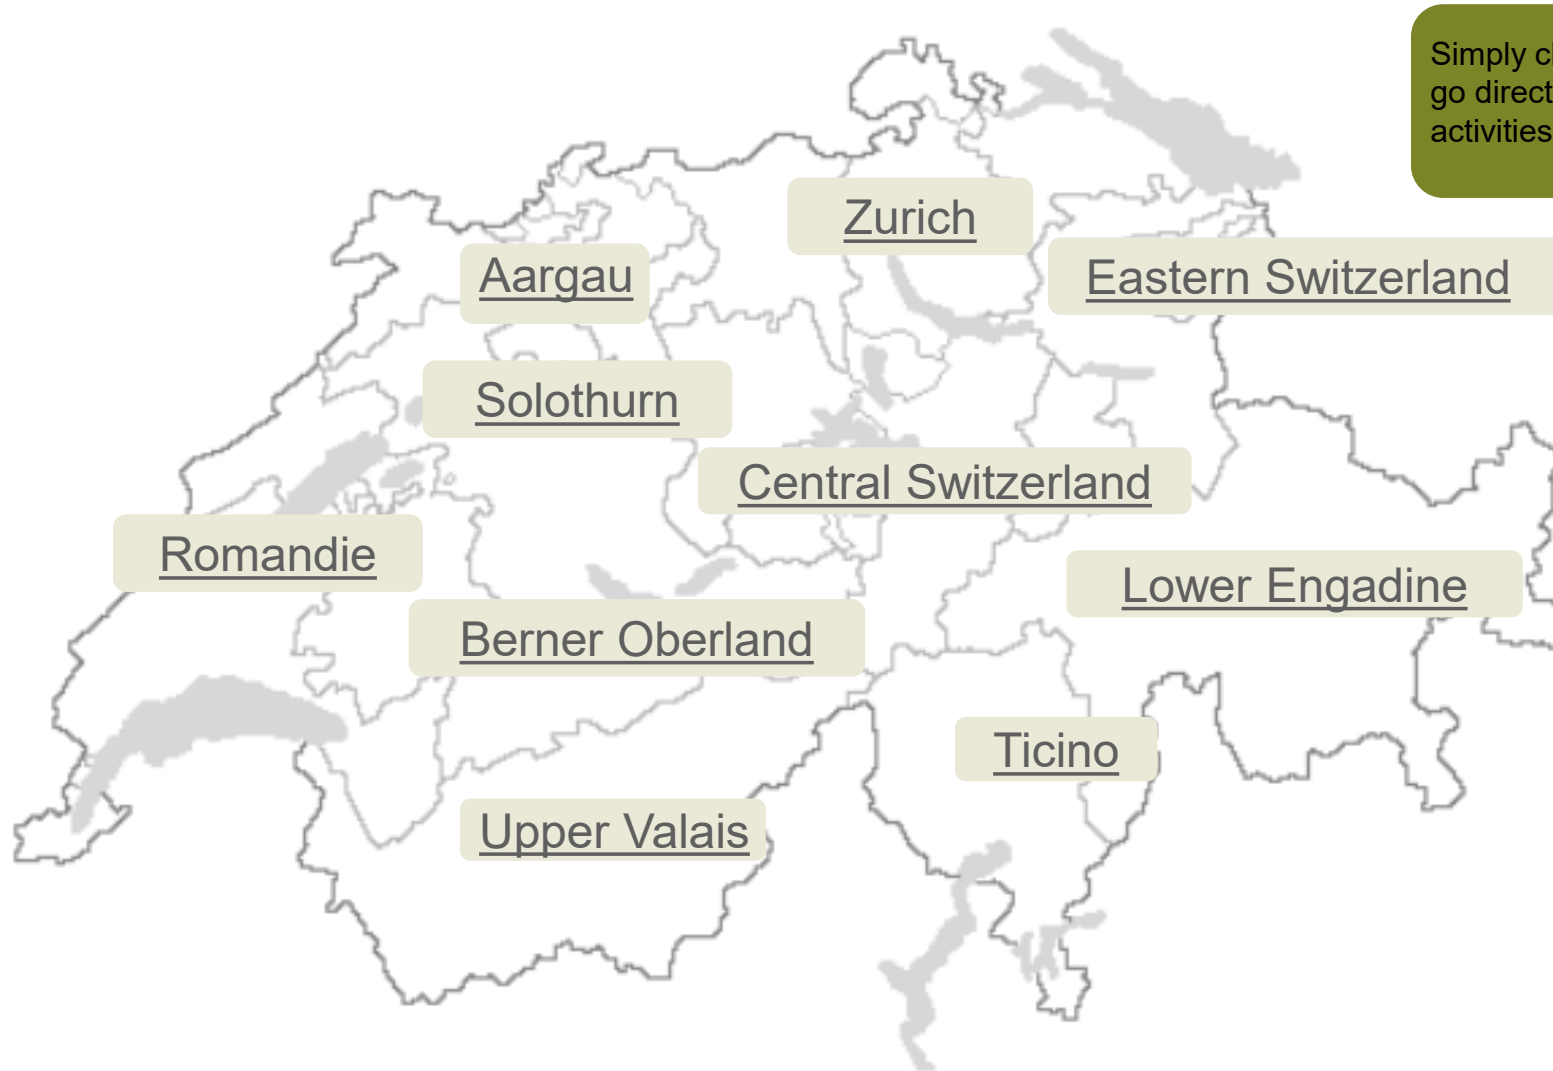 Simply
go direct
activities
Zurich
Aargau
Eastern Switzerland
Solothurn
Central Switzerland
Romandie
Lower Engadine
Berner Oberland
Ticino
Upper Valais